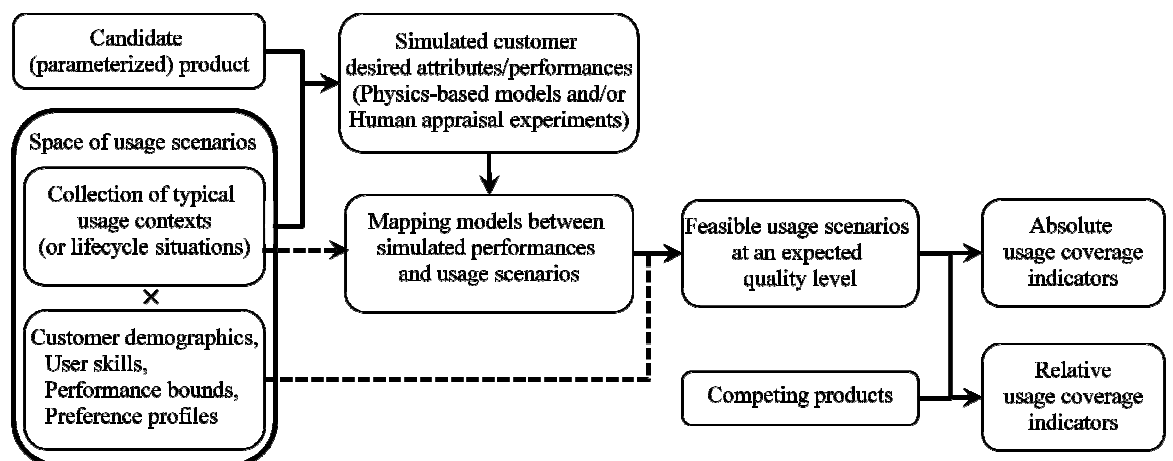 Candidate
(parameterized) product
Simulated customer
desired attributes/performances
(Physics-based models and/or
Human appraisal experiments)
Space of usage scenarios
Collection of typical
usage contexts
(or lifecycle situations)
×
Customer demographics,
User skills,
Performance bounds,
Preference profiles
Mapping models between
simulated performances
and usage scenarios
Feasible usage scenarios
at an expected
quality level
Competing products
Absolute
usage coverage
indicators
Relative
usage coverage
indicators